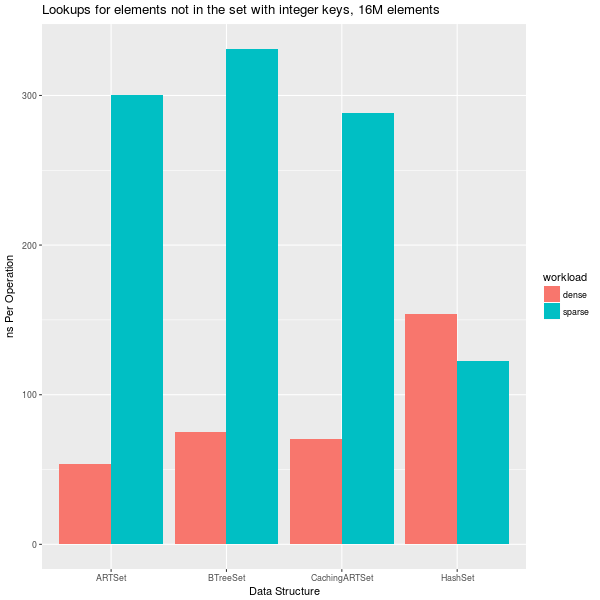 Lookups for elements not in the set with integer keys, 16M elements
300
200
100
0
ns Per Operation
ARTSet BTreeSet CachingARTSet HashSet
Data Structure
workload
dense
sparse